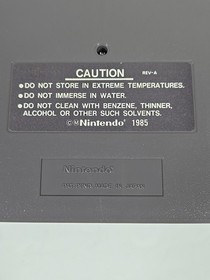 CAUTION REV-A
●DO NOT STORE IN EXTREME TEMPERATURES.
●DO NOT IMMERSE IN WATER.
●DO NOT CLEAN WITH BENZENE, THINNER,
ALCOHOL OR OTHER SUCH SOLVENTS.
©MNintendo® 1985
Nintendo®